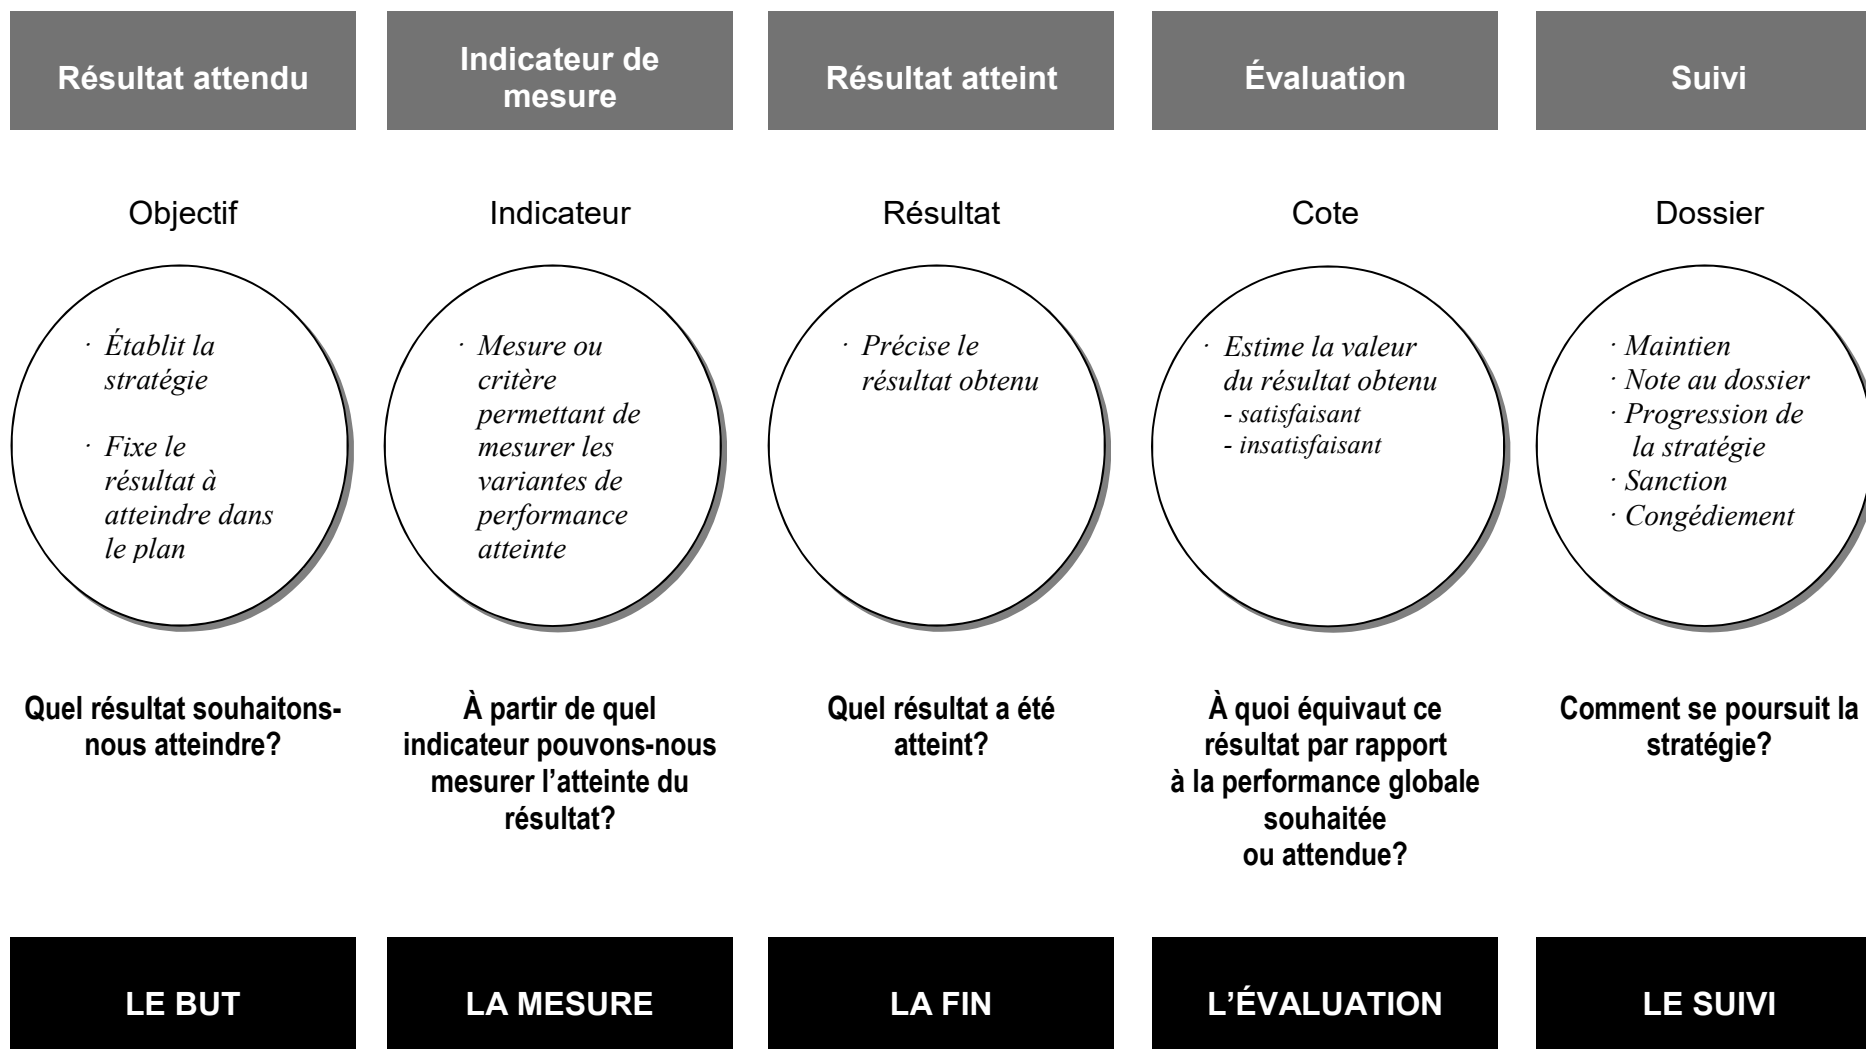 Résultat attendu
Indicateur de
mesure
Résultat atteint
Évaluation
Suivi
Objectif
Indicateur
Résultat
Cote
Dossier
· Établit la
stratégie
· Fixe le
résultat à
atteindre dans
le plan
· Mesure ou
critère
permettant de
mesurer les
variantes de
performance
atteinte
· Précise le
résultat obtenu
· Estime la valeur
du résultat obtenu
- satisfaisant
- insatisfaisant
· Maintien
· Note au dossier
· Progression de
la stratégie
· Sanction
· Congédiement
Quel résultat souhaitons-
nous atteindre?
À partir de quel
indicateur pouvons-nous
mesurer l’atteinte du
résultat?
Quel résultat a été
atteint?
À quoi équivaut ce
résultat par rapport
à la performance globale
souhaitée
ou attendue?
Comment se poursuit la
stratégie?
LE BUT
LA MESURE
LA FIN
L’ÉVALUATION
LE SUIVI